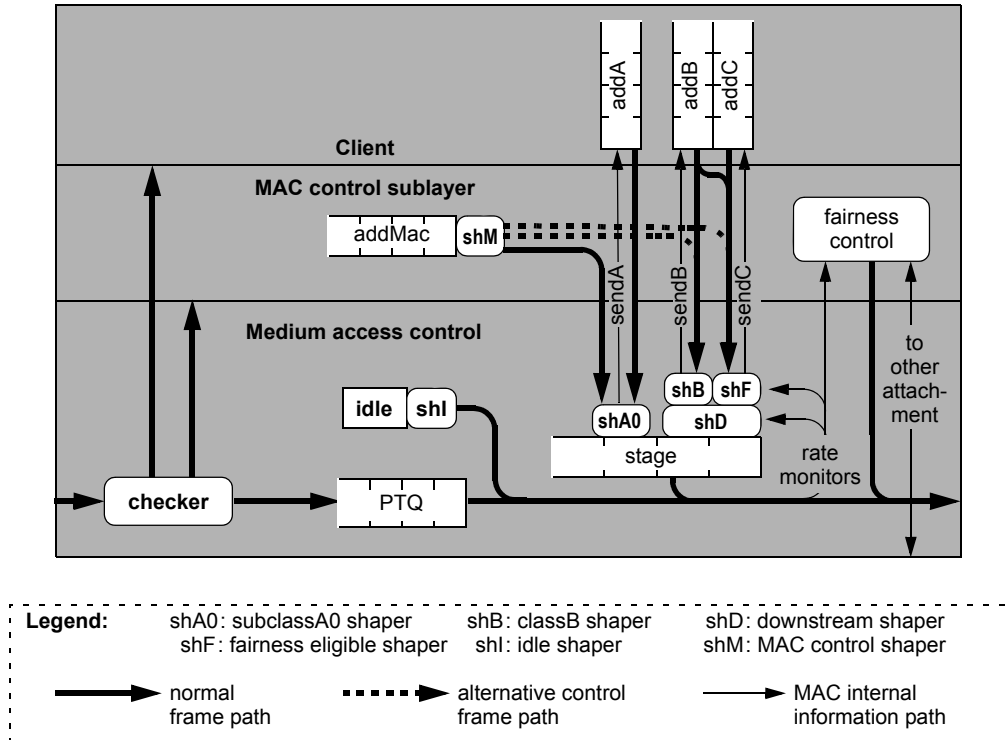 addA
addB
addC
Client
MAC control sublayer
addMac
shM
fairness
control
sendA
sendB
sendC
Medium access control
to
other
attach-
ment
idle
shI
shB
shF
shA0
shD
stage
rate
monitors
checker
PTQ
Legend:
shA0: subclassA0 shaper
shB: classB shaper
shD: downstream shaper
shF: fairness eligible shaper
shI: idle shaper
shM: MAC control shaper
normal
frame path
alternative control
frame path
MAC internal
information path